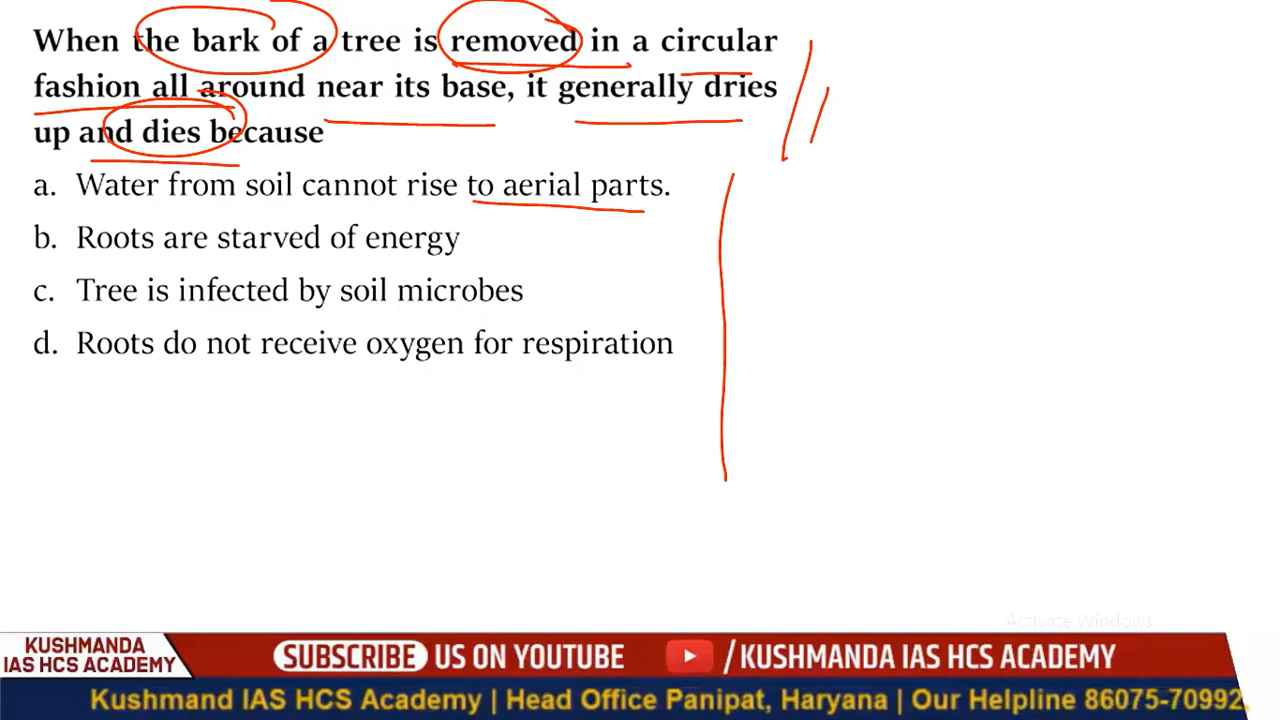 When the bark of a tree is removed in a circular
fashion all around near its base, it generally dries
up and dies because
a. Water from soil cannot rise to aerial parts.
b. Roots are starved of energy
c. Tree is infected by soil microbes
d. Roots do not receive oxygen for respiration
Activate Windows
KUSHMANDA
IAS HCS ACADEMY
SUBSCRIBE US ON YOUTUBE
/KUSHMANDA IAS HCS ACADEMY
Kushmand IAS HCS Academy | Head Office Panipat, Haryana | Our Helpline 86075-70992,